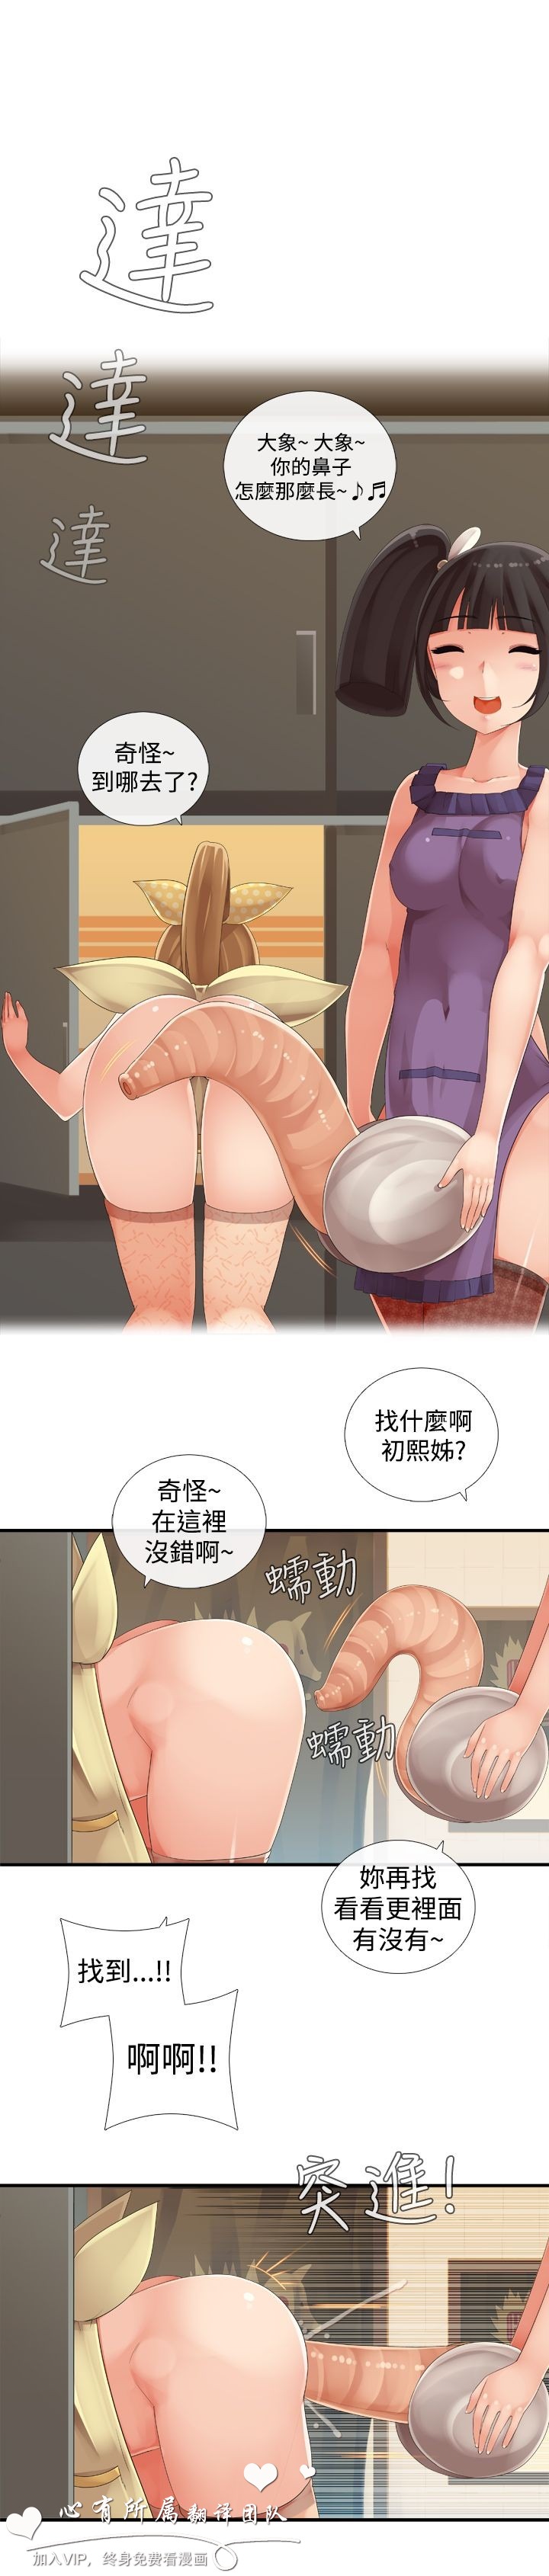 達
達
大象~ 大象~
你的鼻子
怎麼那麼長~♪♬
達
奇怪~
到哪去了?
找什麼啊
初熙姊?
奇怪~
在這裡
沒錯啊~
蠕動
蠕動
妳再找
看看更裡面
有沒有~
找到...!!
啊啊!!
突進!
心有所属翻译团队
加入VIP，终身免费看漫画